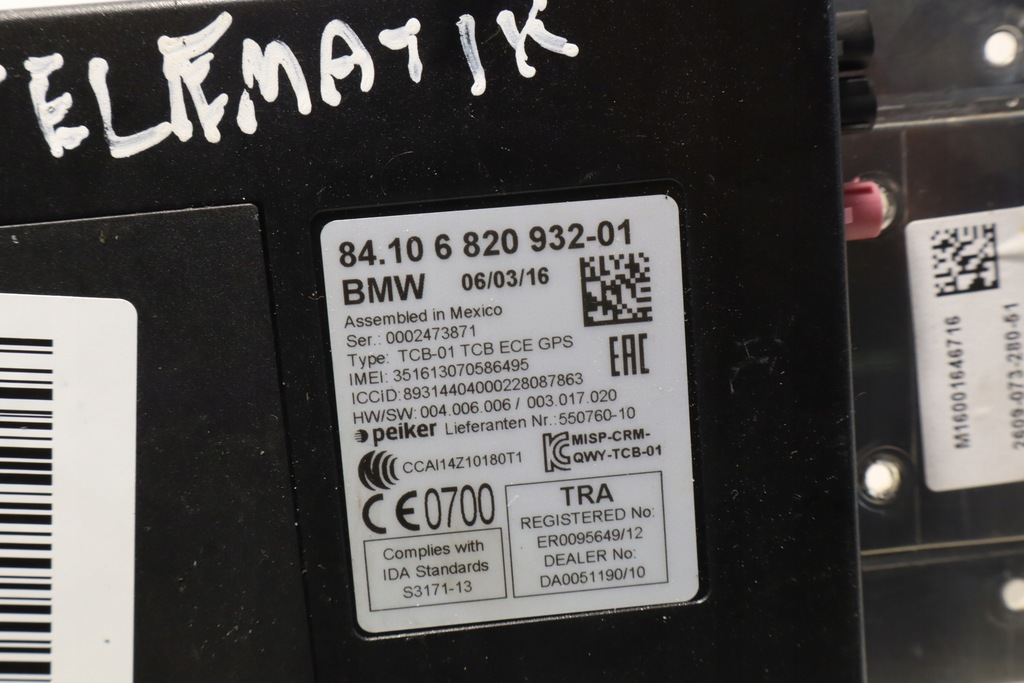 TELEMATIK
84.10 6 820 932-01
BMW 06/03/16
Assembled in Mexico
Ser.: 0002473871
Type: TCB-01 TCB ECE GPS
EAC
IMEI: 351613070586495
ICCID:89314404000228087863
HW/SW: 004.006.006 / 003.017.020
peiker Lieferanten Nr.:550760-10
CCAI14Z10180T1
MISP-CRM-
QWY-TCB-01
CE0700
Complies with
IDA Standards
S3171-13
TRA
REGISTERED No:
ER0095649/12
DEALER No:
DA0051190/10
M16001646716
2609-073-280-61